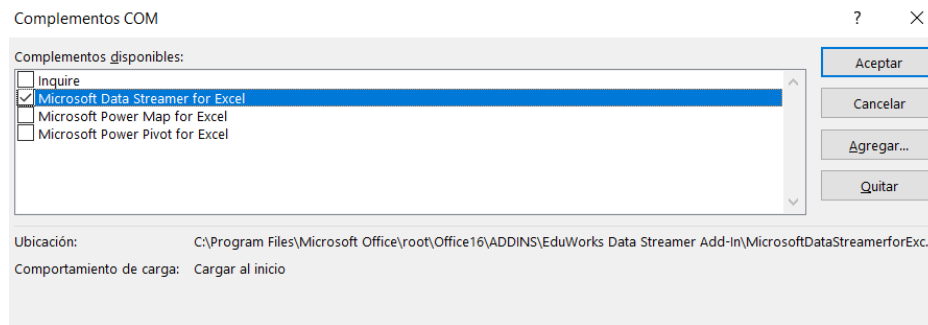 Complementos COM
?
Complementos disponibles:
Inquire
Microsoft Data Streamer for Excel
Microsoft Power Map for Excel
Microsoft Power Pivot for Excel
Aceptar
Cancelar
Agregar...
Quitar
Ubicación: C:\Program Files\Microsoft Office\root\Office16\ADDINS\EduWorks Data Streamer Add-In\MicrosoftDataStreamerforExc.
Comportamiento de carga: Cargar al inicio